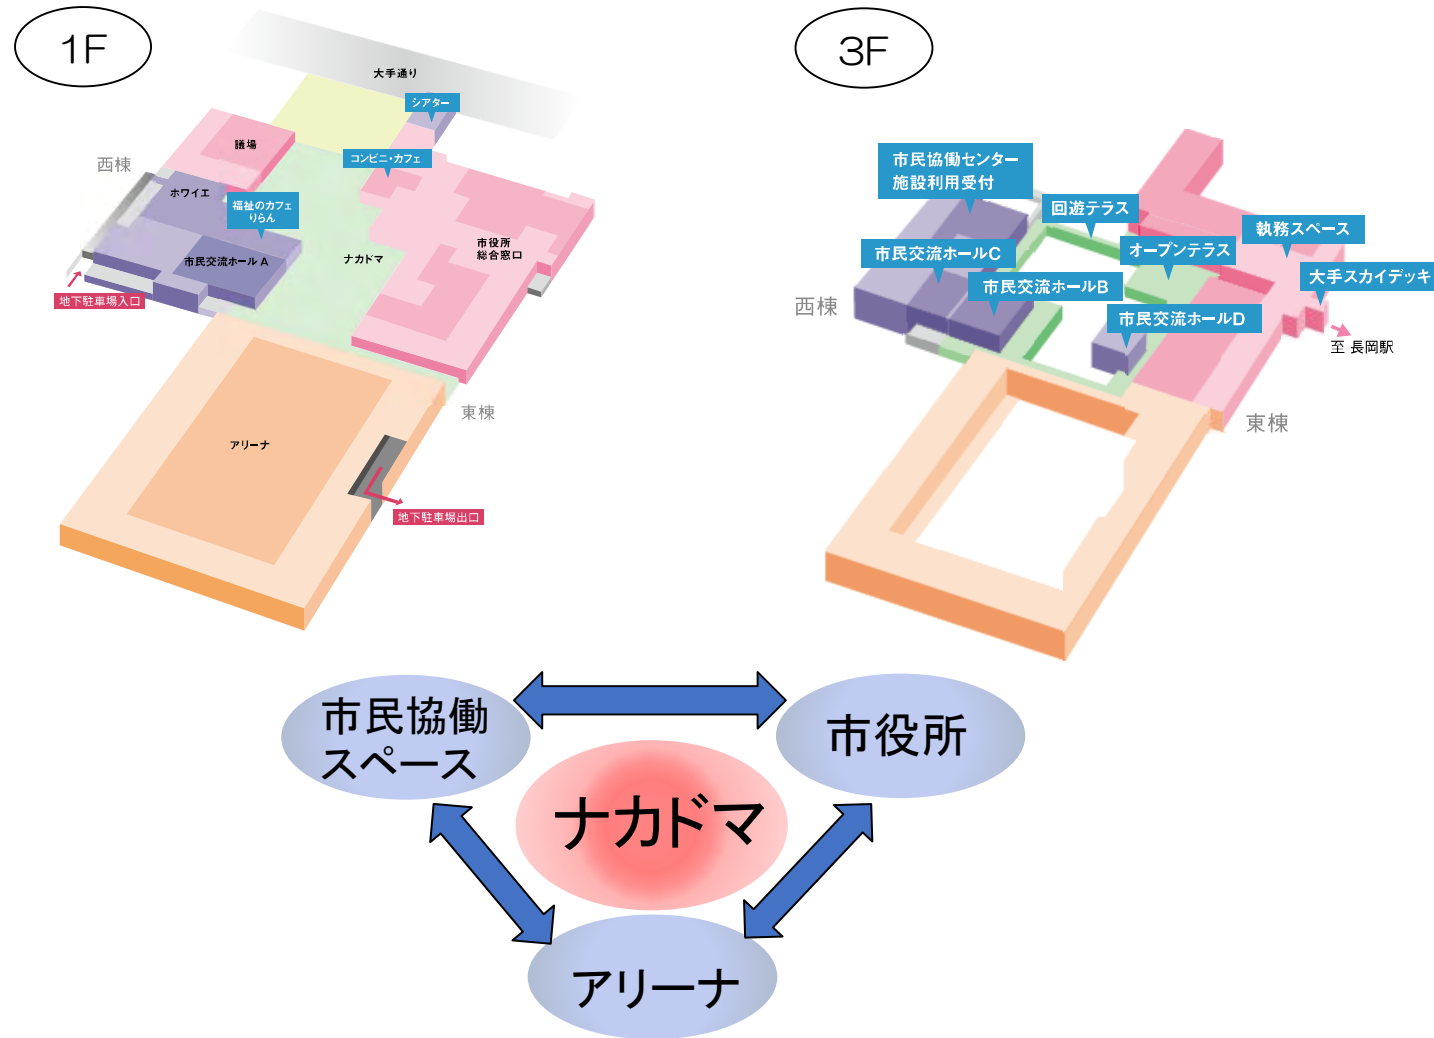 1F
大手通り
シアター
議場
コンビニ・カフェ
西棟
ホワイエ
福祉のカフェ
りらん
市役所
総合窓口
ナカドマ
市民交流ホールA
地下駐車場入口
東棟
アリーナ
地下駐車場出口
3F
市民協働センター
施設利用受付
回遊テラス
執務スペース
オープンテラス
市民交流ホールC
大手スカイデッキ
市民交流ホールB
西棟
市民交流ホールD
至 長岡駅
東棟
市民協働
スペース
市役所
ナカドマ
アリーナ